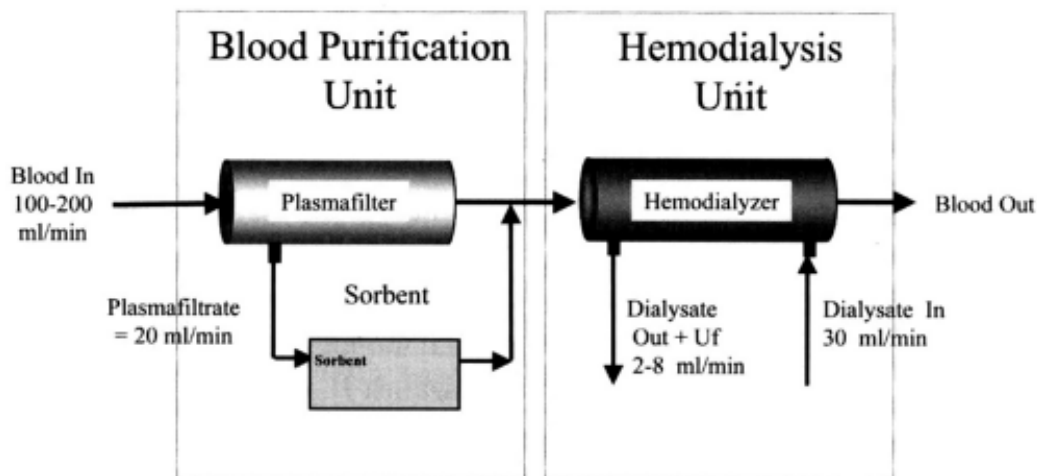 Blood Purification
Unit
Hemodialysis
Unit
Blood In
100-200
ml/min
Plasmafilter
Hemodialyzer
Blood Out
Plasmafiltrate
= 20 ml/min
Sorbent
Sorbent
Dialysate
Out + Uf
2-8 ml/min
Dialysate In
30 ml/min